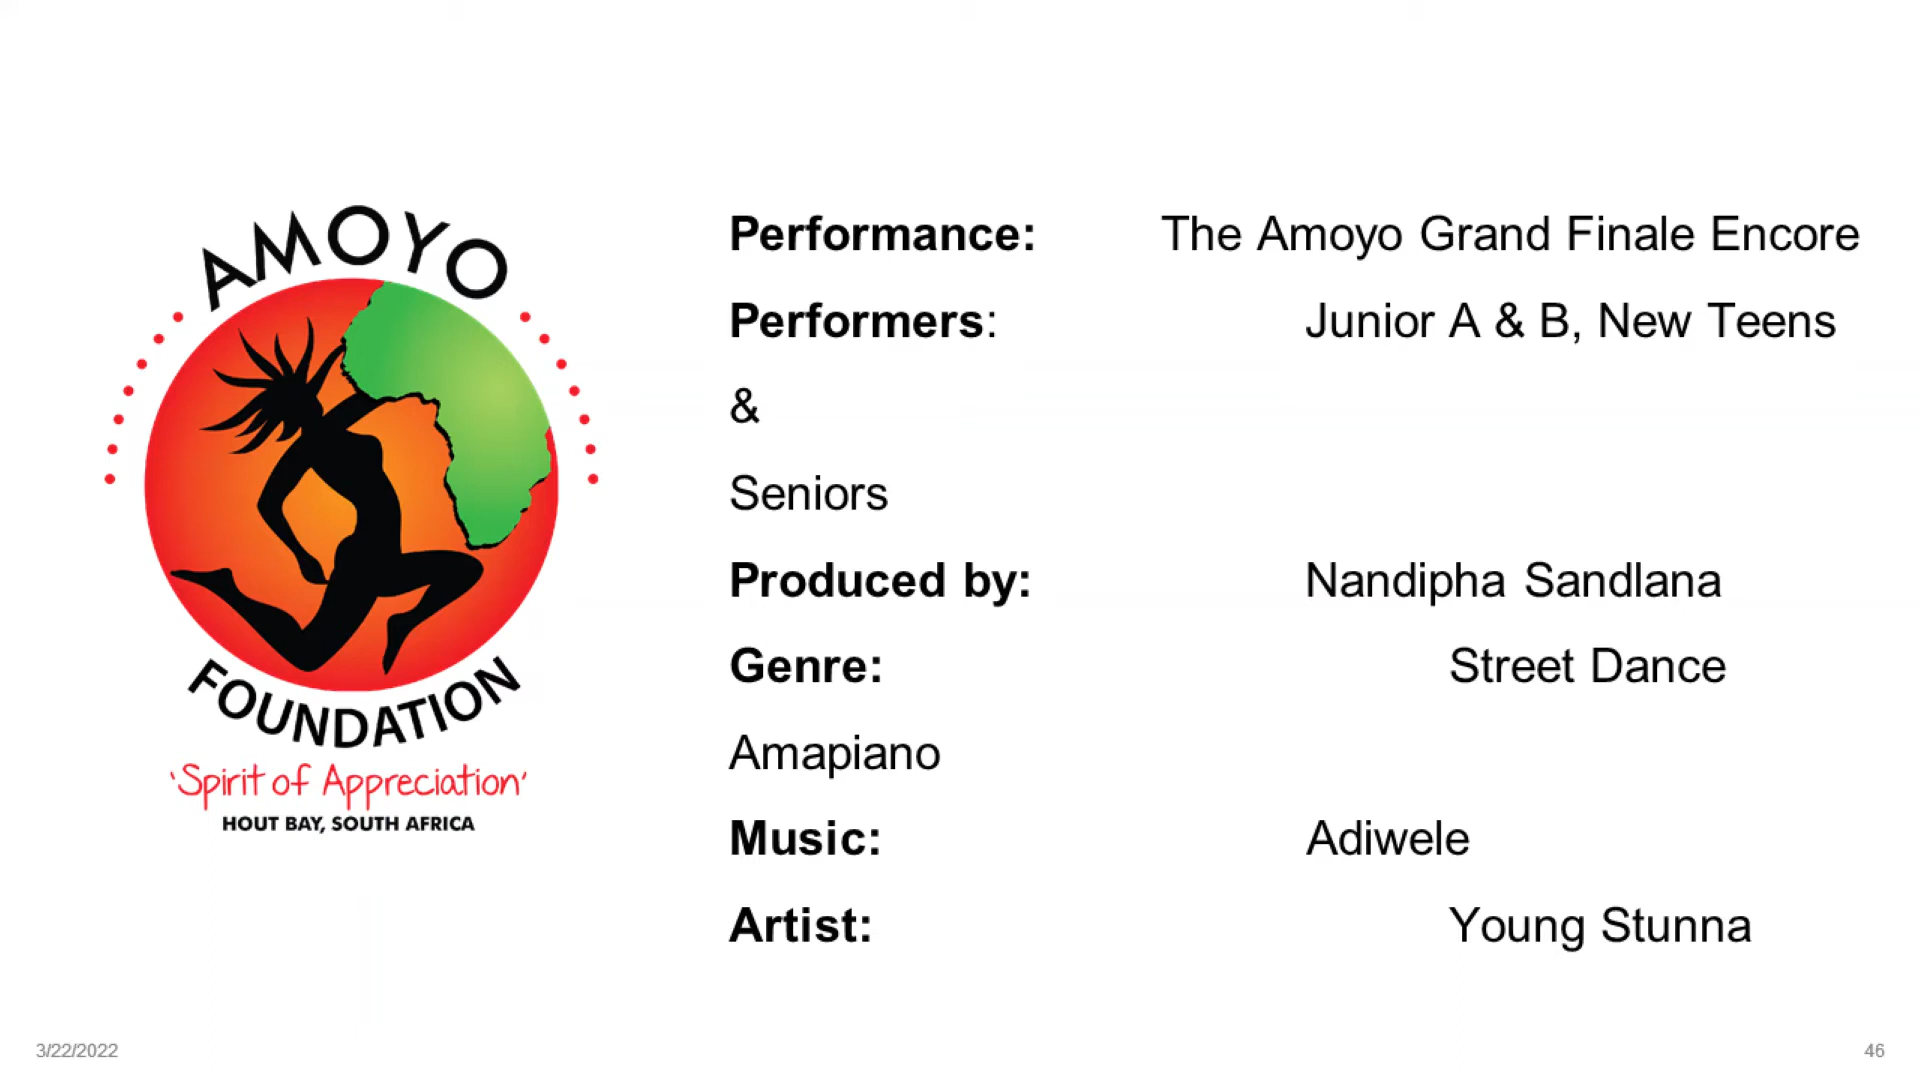 AMOYO
FOUNDATION
'Spirit of Appreciation'
HOUT BAY, SOUTH AFRICA
Performance: The Amoyo Grand Finale Encore
Performers: Junior A & B, New Teens
&
Seniors
Produced by: Nandipha Sandlana
Genre: Street Dance
Amapiano
Music: Adiwele
Artist: Young Stunna
3/22/2022
46